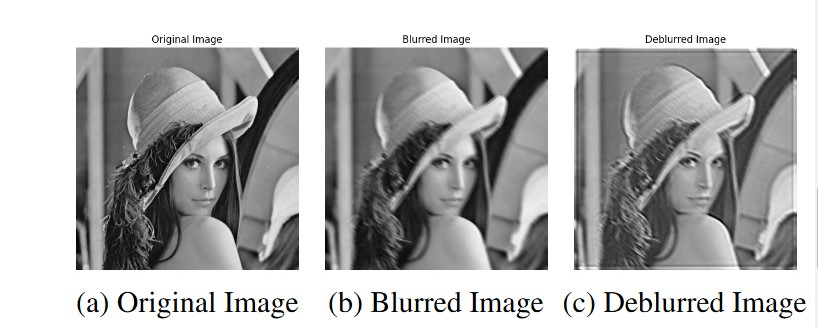 Original Image
Blurred Image
Deblurred Image
(a) Original Image
(b) Blurred Image
(c) Deblurred Image